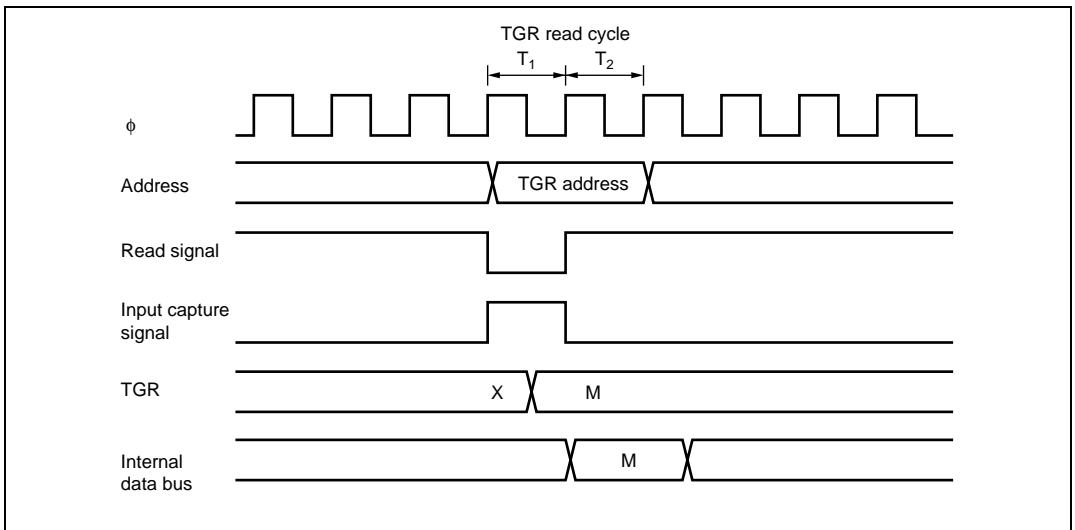 TGR read cycle
T1 T2
ϕ
Address
TGR address
Read signal
Input capture
signal
TGR
X M
Internal
data bus
M